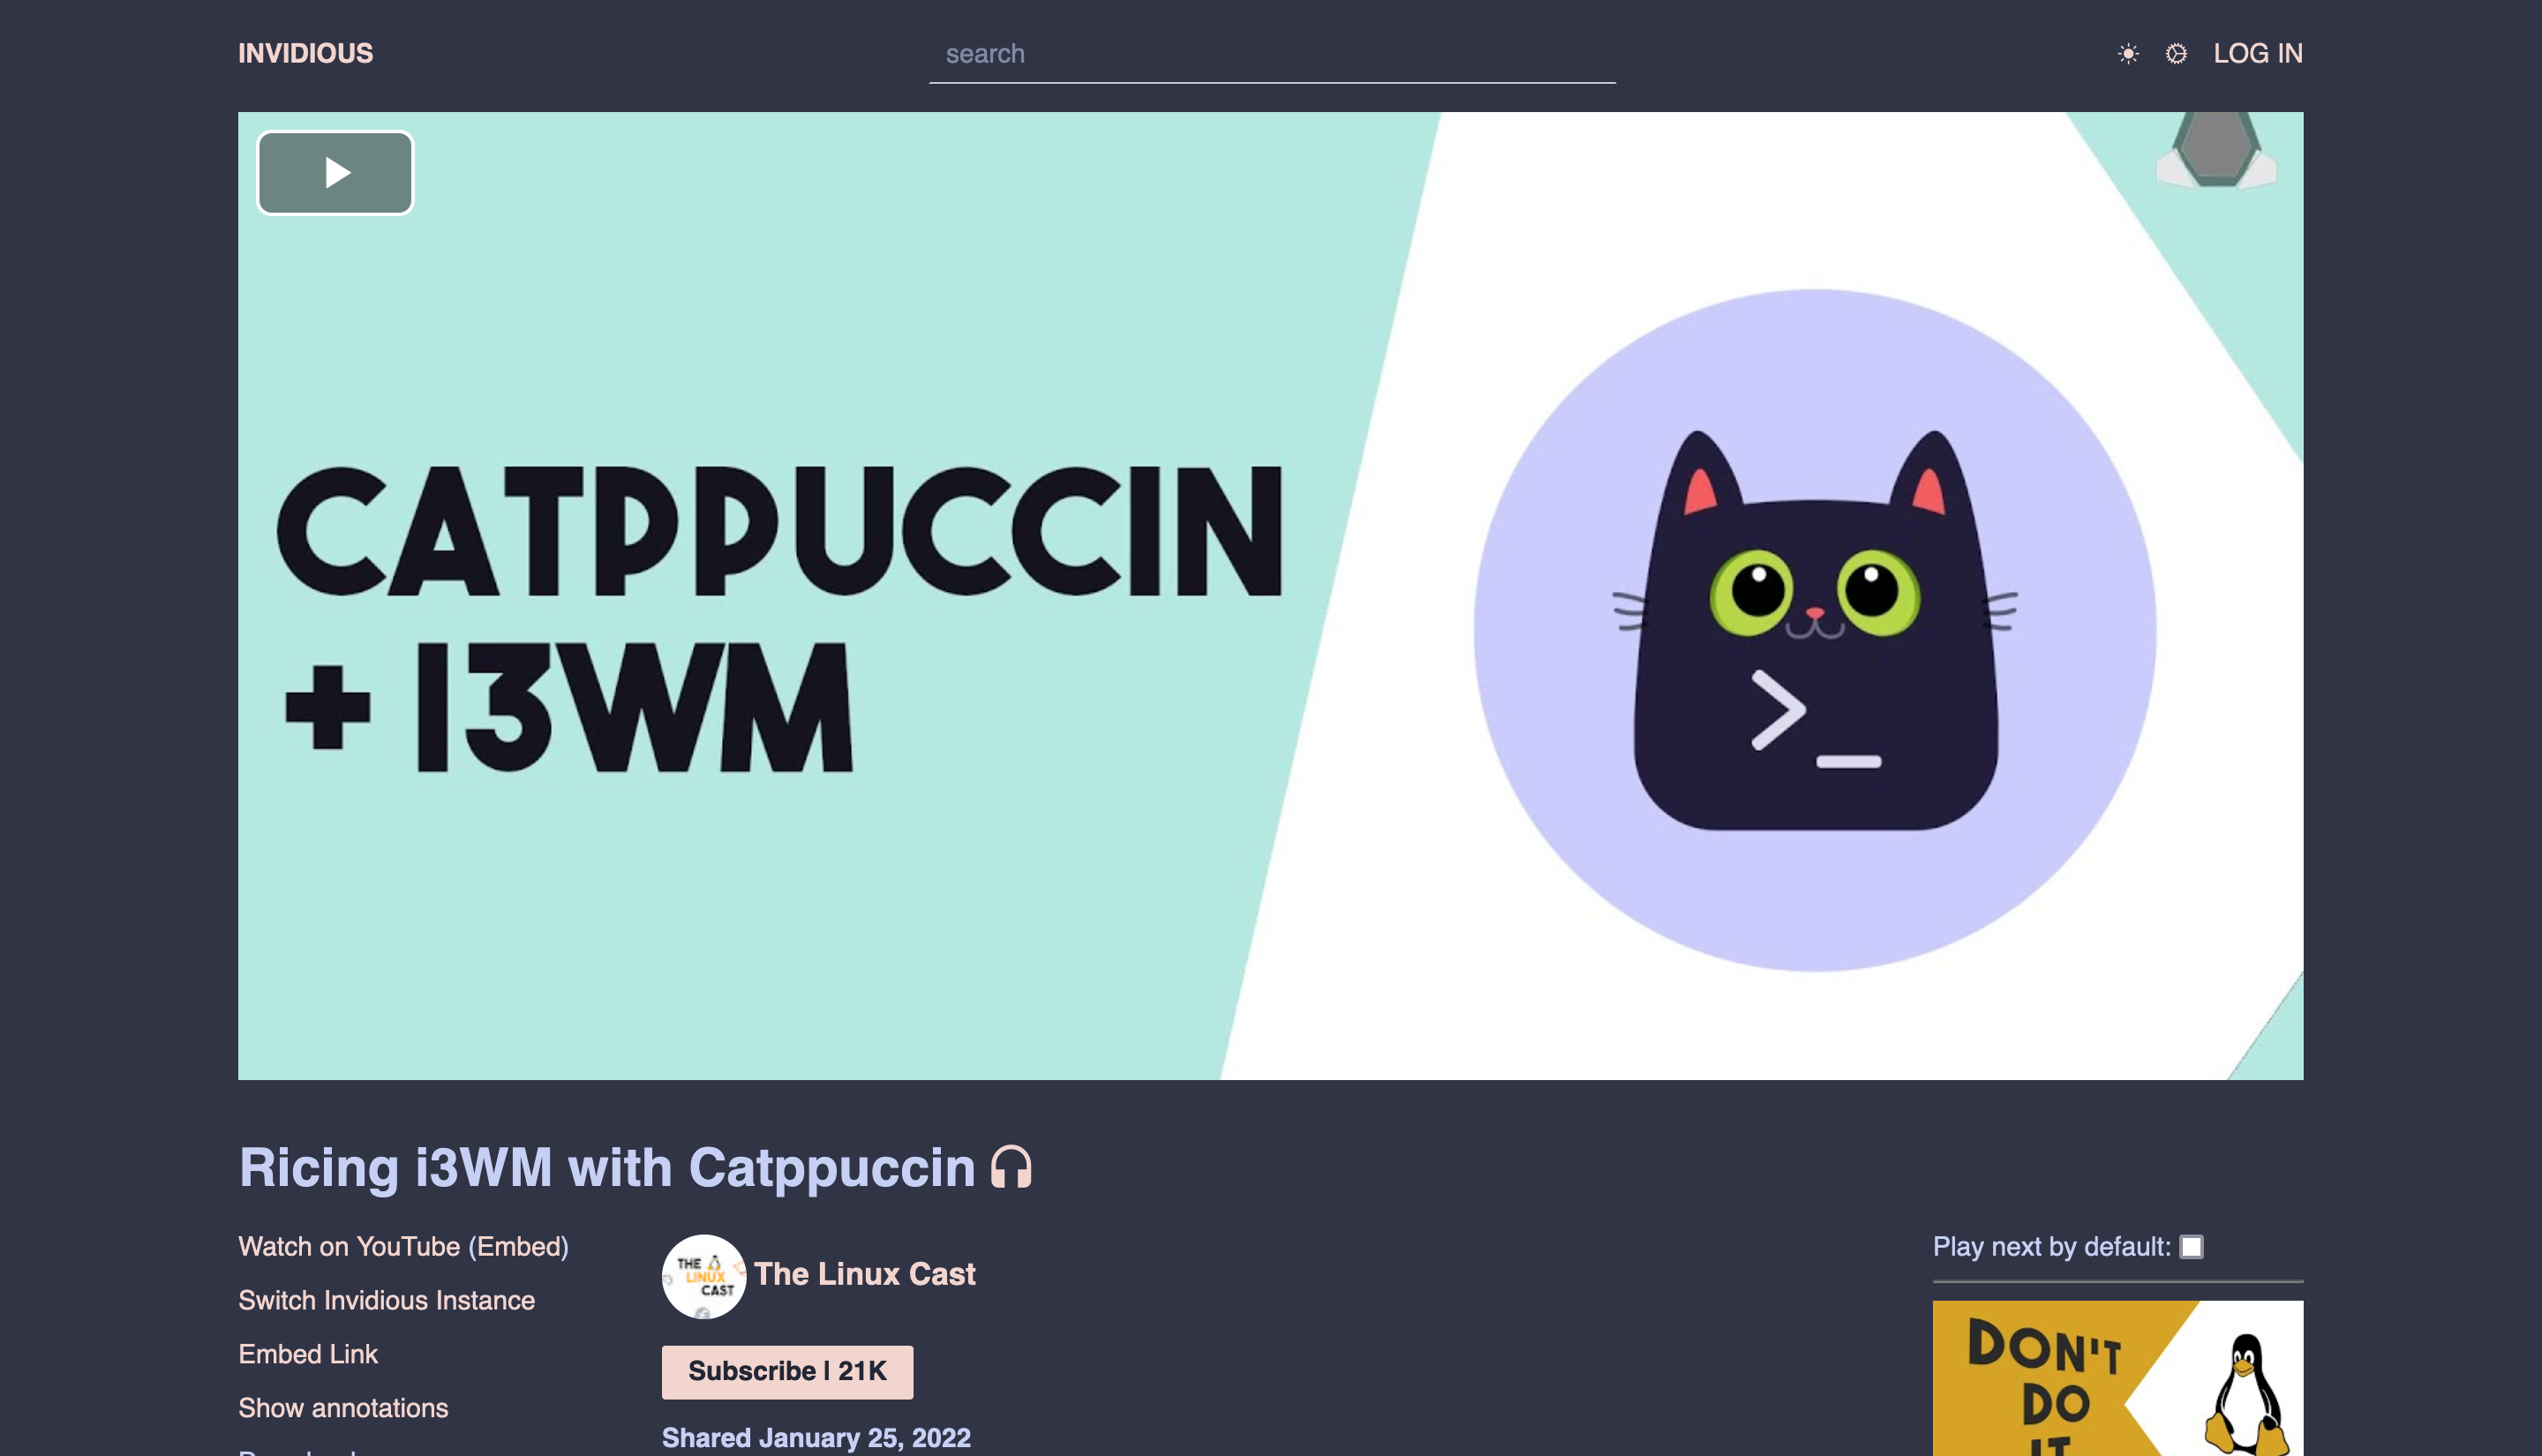 INVIDIOUS
search
LOG IN
CATPPUCCIN
+ I3WM
>_
Ricing i3WM with Catppuccin
Watch on YouTube (Embed)
Switch Invidious Instance
Embed Link
Show annotations
THE
LINUX
CAST
The Linux Cast
Subscribe | 21K
Shared January 25, 2022
Play next by default:
DON'T
DO
IT